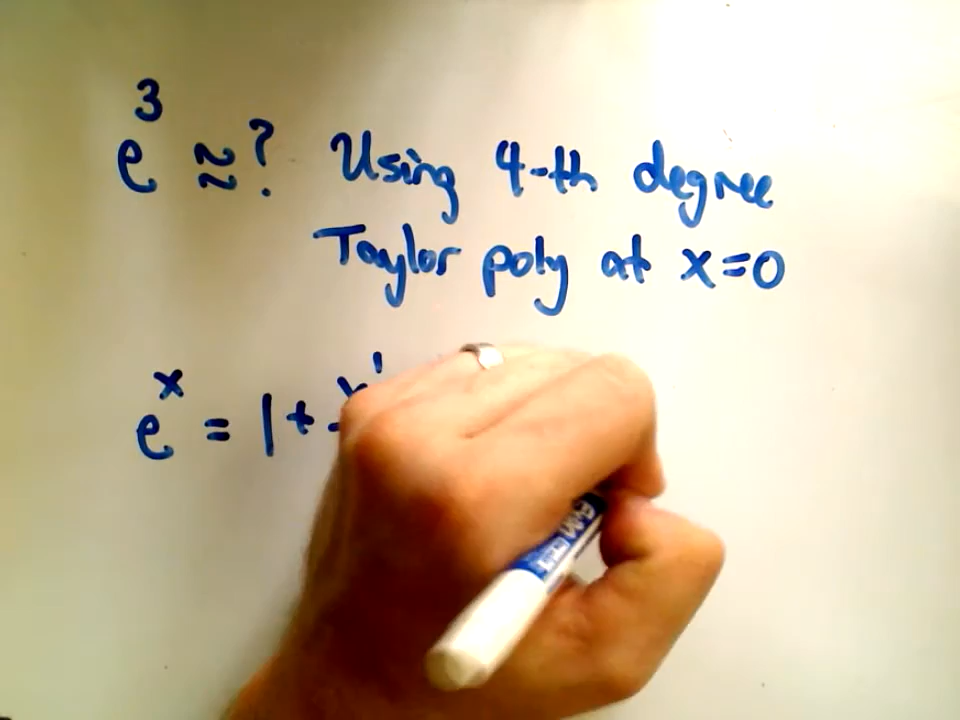 e³ ≈? Using 4-th degree
Taylor poly at x=0
eˣ = 1 +